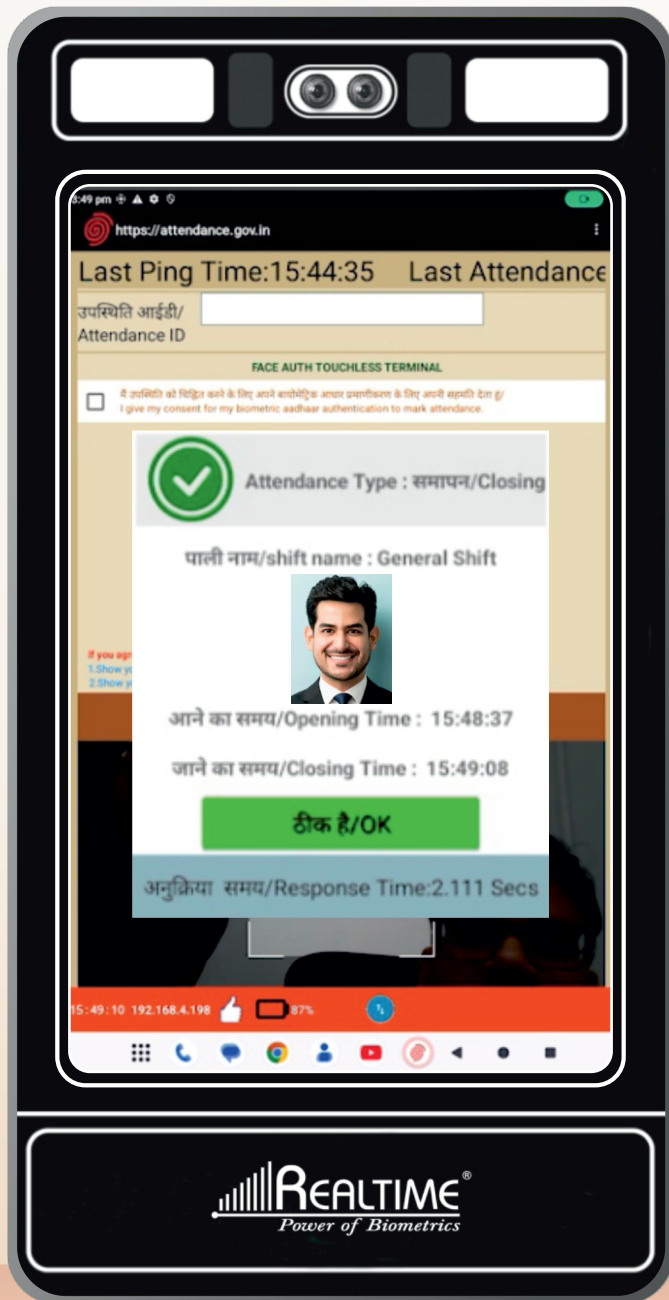 3:49 pm
https://attendance.gov.in
Last Ping Time:15:44:35 Last Attendance
उपस्थिति आईडी/
Attendance ID
FACE AUTH TOUCHLESS TERMINAL
मैं उपस्थिति को चिह्नित करने के लिए अपने बायोमेट्रिक आधार प्रमाणीकरण के लिए अपनी सहमति देता हूं/
I give my consent for my biometric aadhaar authentication to mark attendance.
Attendance Type : समापन/Closing
पाली नाम/shift name : General Shift
If you agr
1.Show yo
2.Show yo
आने का समय/Opening Time : 15:48:37
जाने का समय/Closing Time : 15:49:08
ठीक है/OK
अनुक्रिया समय/Response Time:2.111 Secs
15:49:10 192.168.4.198 87%
REALTIME®
Power of Biometrics